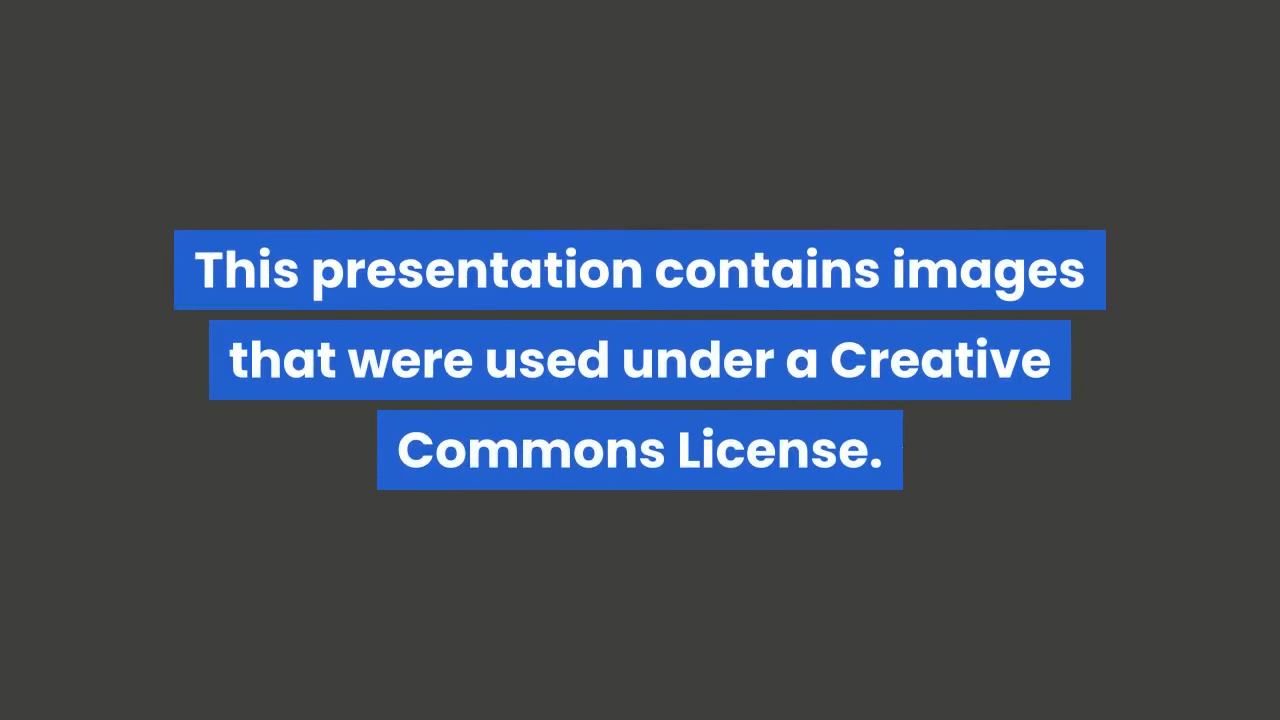 This presentation contains images
that were used under a Creative
Commons License.